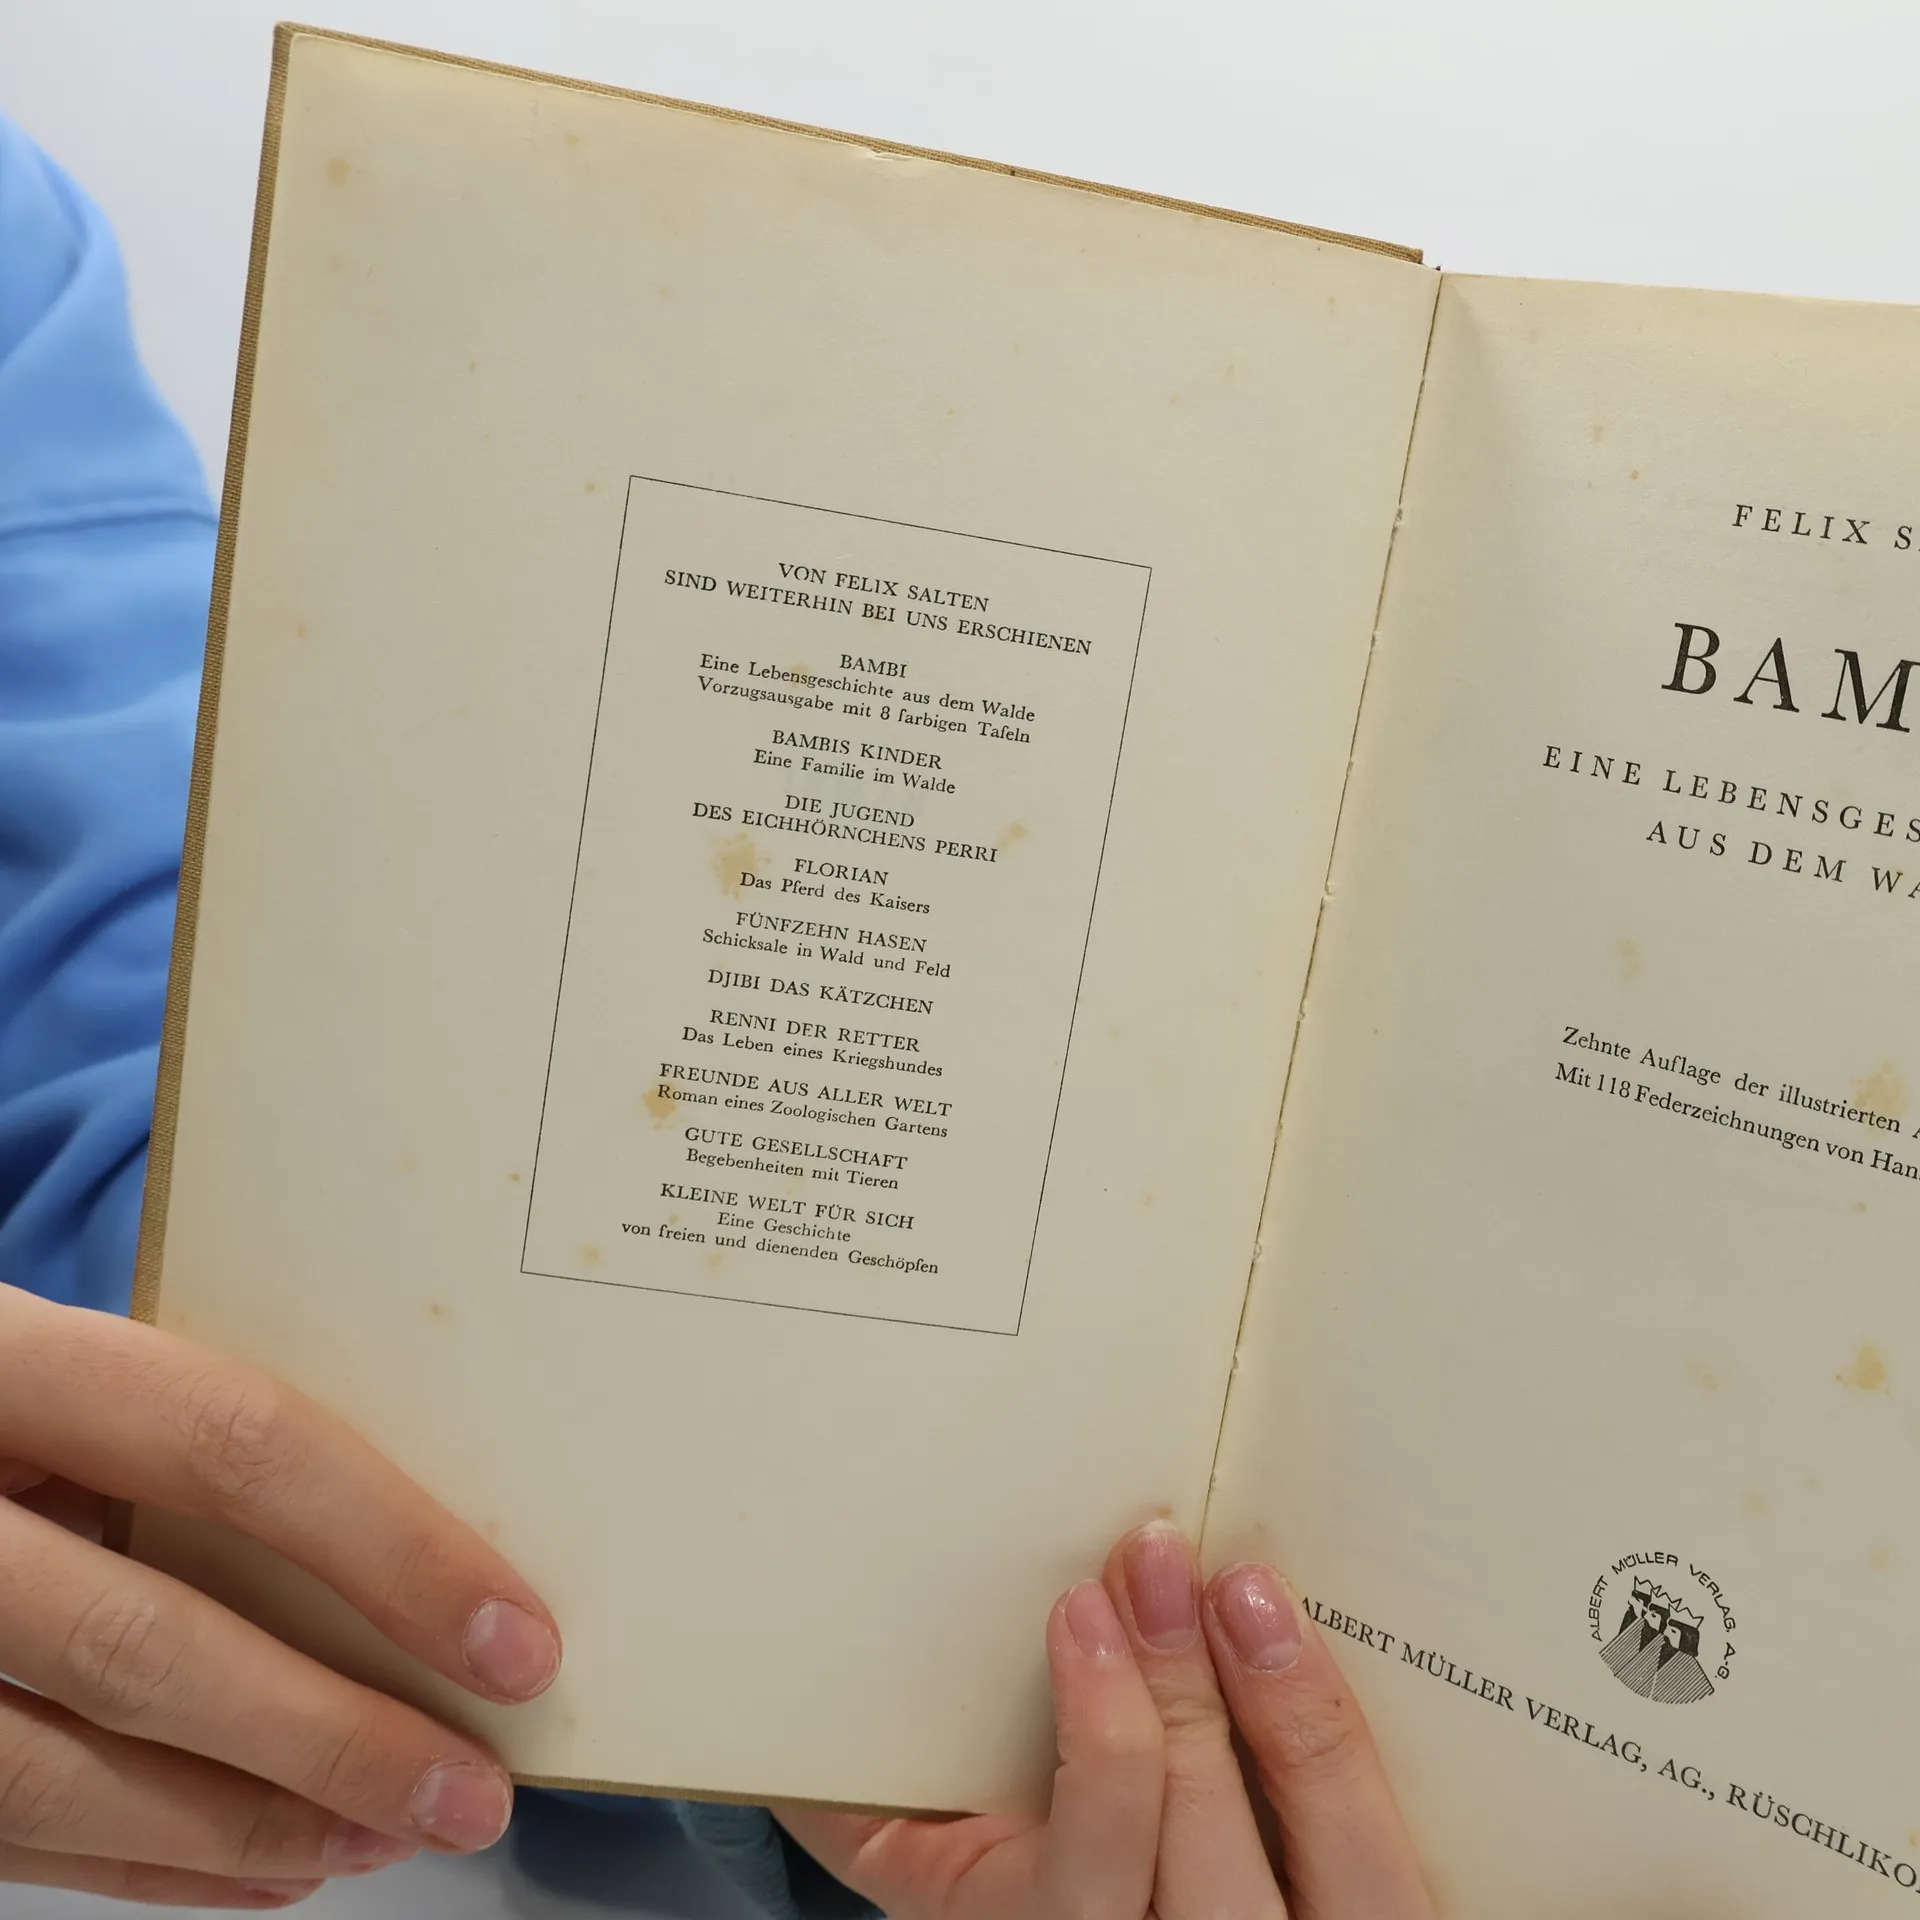 VON FELIX SALTEN
SIND WEITERHIN BEI UNS ERSCHIENEN
BAMBI
Eine Lebensgeschichte aus dem Walde
Vorzugsausgabe mit 8 farbigen Tafeln
BAMBIS KINDER
Eine Familie im Walde
DIE JUGEND
DES EICHHÖRNCHENS PERRI
FLORIAN
Das Pferd des Kaisers
FÜNFZEHN HASEN
Schicksale in Wald und Feld
DJIBI DAS KÄTZCHEN
RENNI DER RETTER
Das Leben eines Kriegshundes
FREUNDE AUS ALLER WELT
Roman eines Zoologischen Gartens
GUTE GESELLSCHAFT
Begebenheiten mit Tieren
KLEINE WELT FÜR SICH
Eine Geschichte
von freien und dienenden Geschöpfen
FELIX
BAM
EINE LEBENSGES
AUS DEM WA
Zehnte Auflage der illustrierten
Mit 118 Federzeichnungen von Han
ALBERT MÜLLER VERLAG. A-G.
ALBERT MÜLLER VERLAG, AG., RÜSCHLIKO